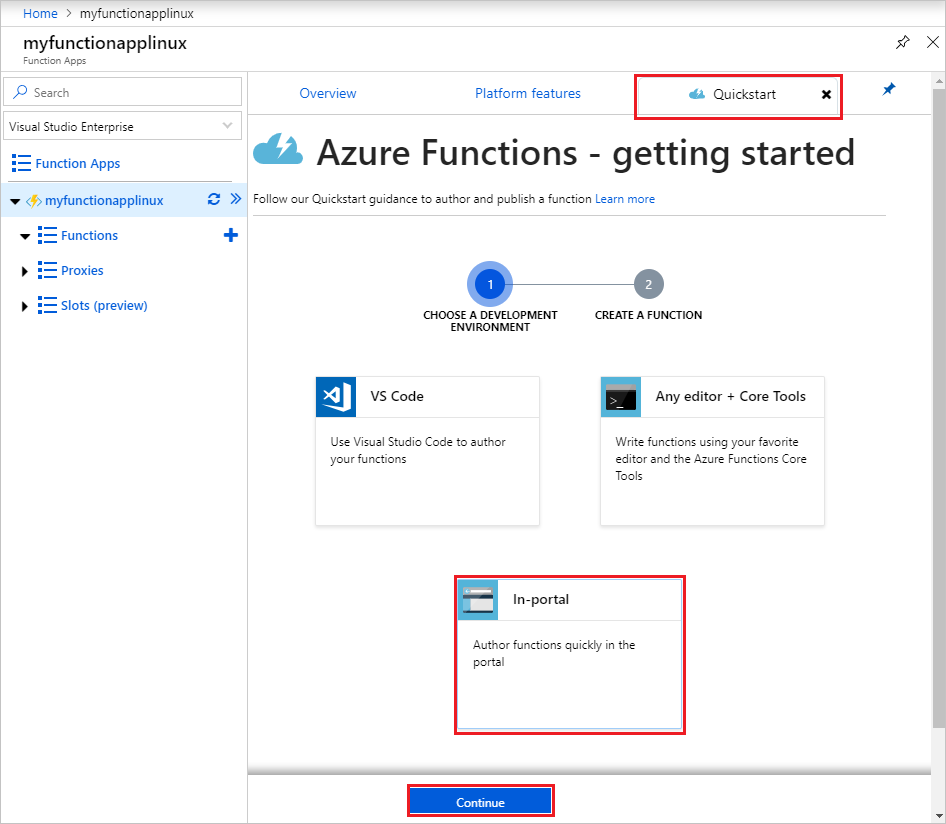 Home > myfunctionapplinux
myfunctionapplinux
Function Apps
Search
Visual Studio Enterprise
Function Apps
myfunctionapplinux
Functions
Proxies
Slots (preview)
Overview
Platform features
Quickstart
Azure Functions - getting started
Follow our Quickstart guidance to author and publish a function Learn more
1
CHOOSE A DEVELOPMENT
ENVIRONMENT
2
CREATE A FUNCTION
VS Code
Use Visual Studio Code to author
your functions
Any editor + Core Tools
Write functions using your favorite
editor and the Azure Functions Core
Tools
In-portal
Author functions quickly in the
portal
Continue